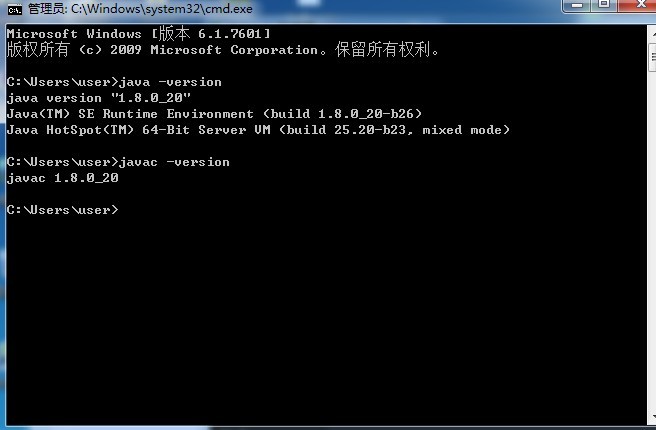 管理员: C:\Windows\system32\cmd.exe
Microsoft Windows [版本 6.1.7601]
版权所有 (c) 2009 Microsoft Corporation。保留所有权利。
C:\Users\user>java -version
java version "1.8.0_20"
Java(TM) SE Runtime Environment (build 1.8.0_20-b26)
Java HotSpot(TM) 64-Bit Server VM (build 25.20-b23, mixed mode)
C:\Users\user>javac -version
javac 1.8.0_20
C:\Users\user>